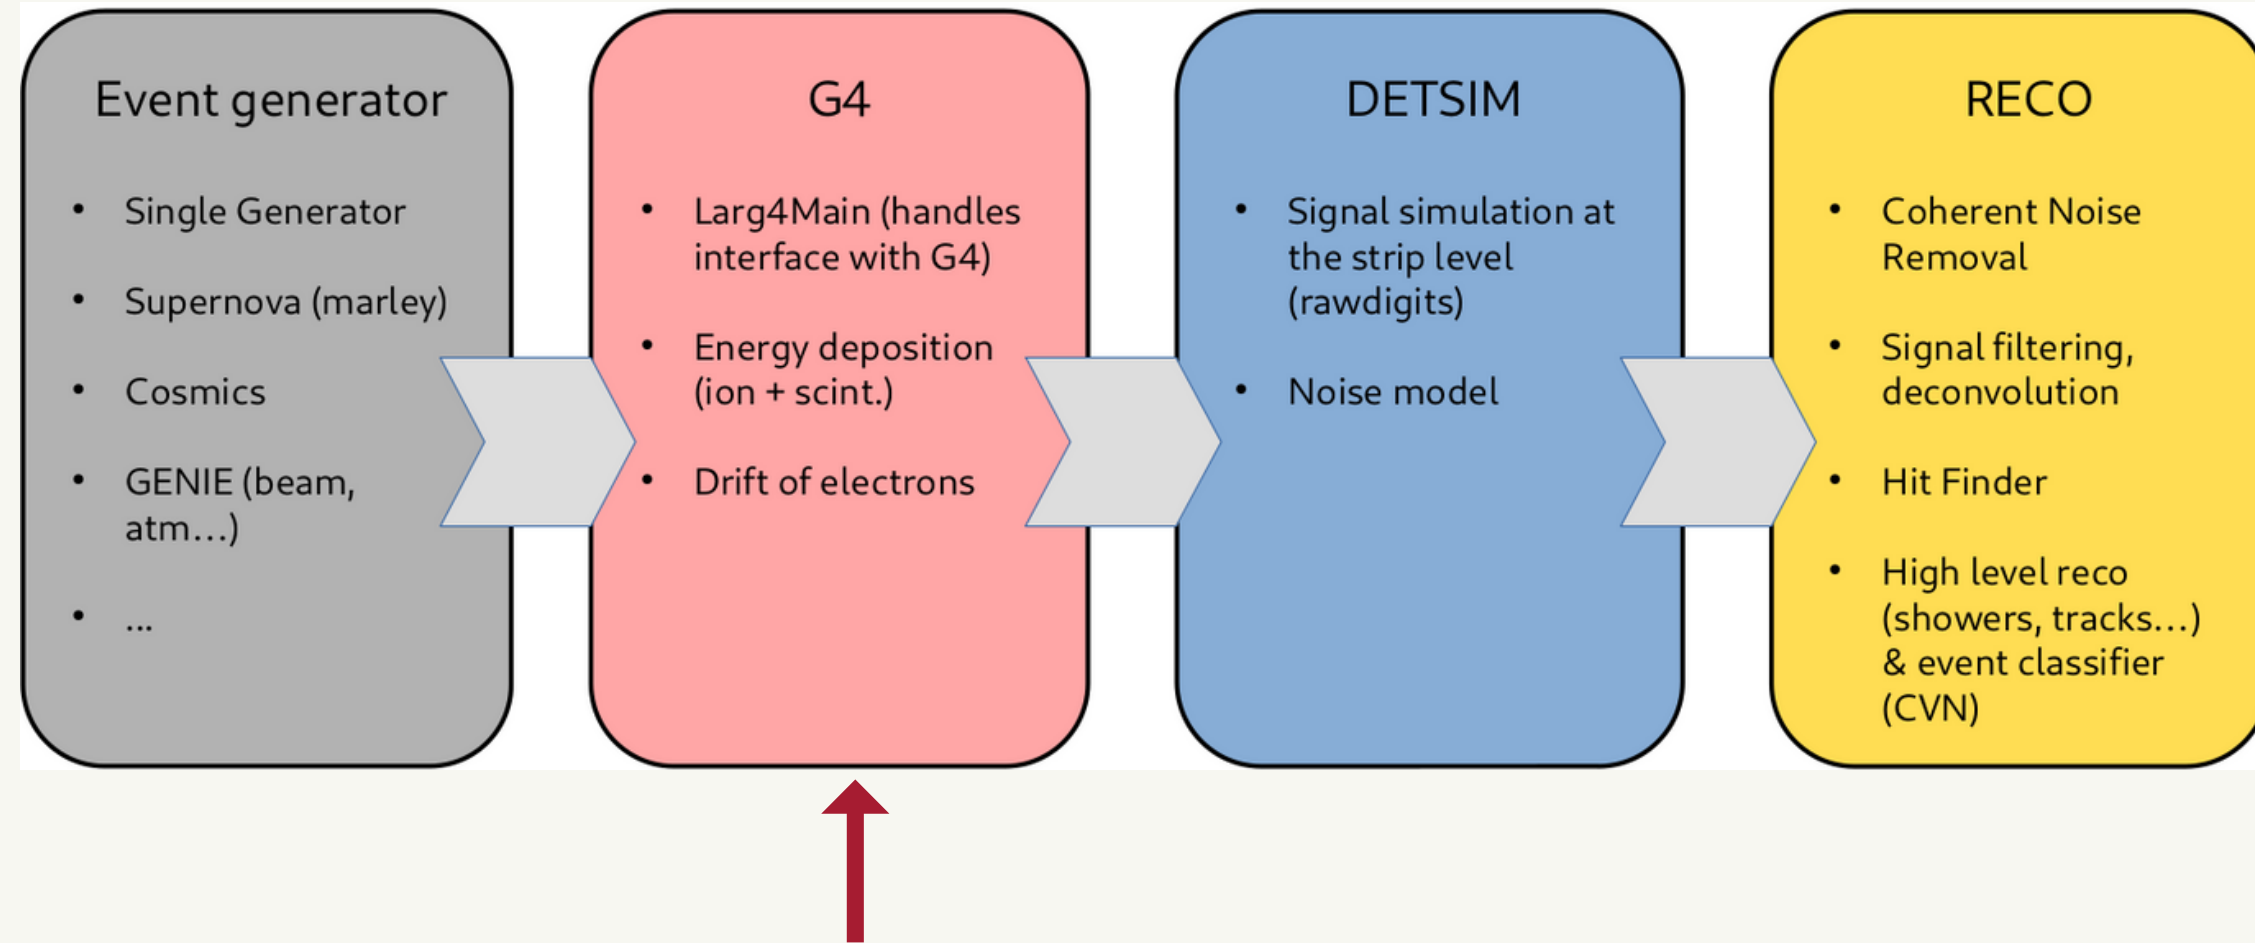 Event generator
• Single Generator
• Supernova (marley)
• Cosmics
• GENIE (beam,
atm...)
• ...
G4
• Larg4Main (handles
interface with G4)
• Energy deposition
(ion + scint.)
• Drift of electrons
DETSIM
• Signal simulation at
the strip level
(rawdigits)
• Noise model
RECO
• Coherent Noise
Removal
• Signal filtering,
deconvolution
• Hit Finder
• High level reco
(showers, tracks...)
& event classifier
(CVN)